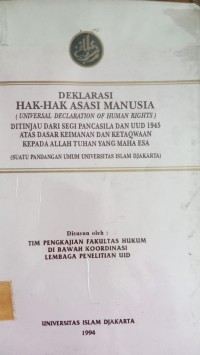 DEKLARASI
HAK-HAK ASASI MANUSIA
( UNIVERSAL DECLARATION OF HUMAN RIGHTS )
DITINJAU DARI SEGI PANCASILA DAN UUD 1945
ATAS DASAR KEIMANAN DAN KETAQWAAN
KEPADA ALLAH TUHAN YANG MAHA ESA
(SUATU PANDANGAN UMUM UNIVERSITAS ISLAM DJAKARTA)
Disusun oleh :
TIM PENGKAJIAN FAKULTAS HUKUM
DI BAWAH KOORDINASI
LEMBAGA PENELITIAN UID
UNIVERSITAS ISLAM DJAKARTA
1994